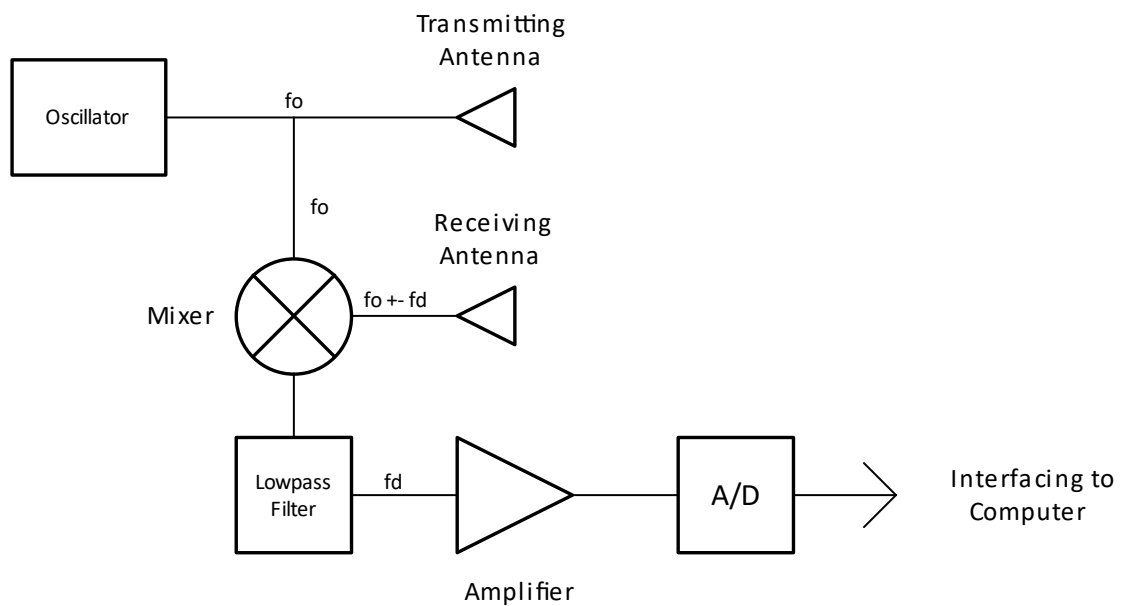 Transmitting
Antenna
Oscillator
fo
fo
Receiving
Antenna
Mixer
fo +- fd
Lowpass
Filter
fd
A/D
Interfacing to
Computer
Amplifier